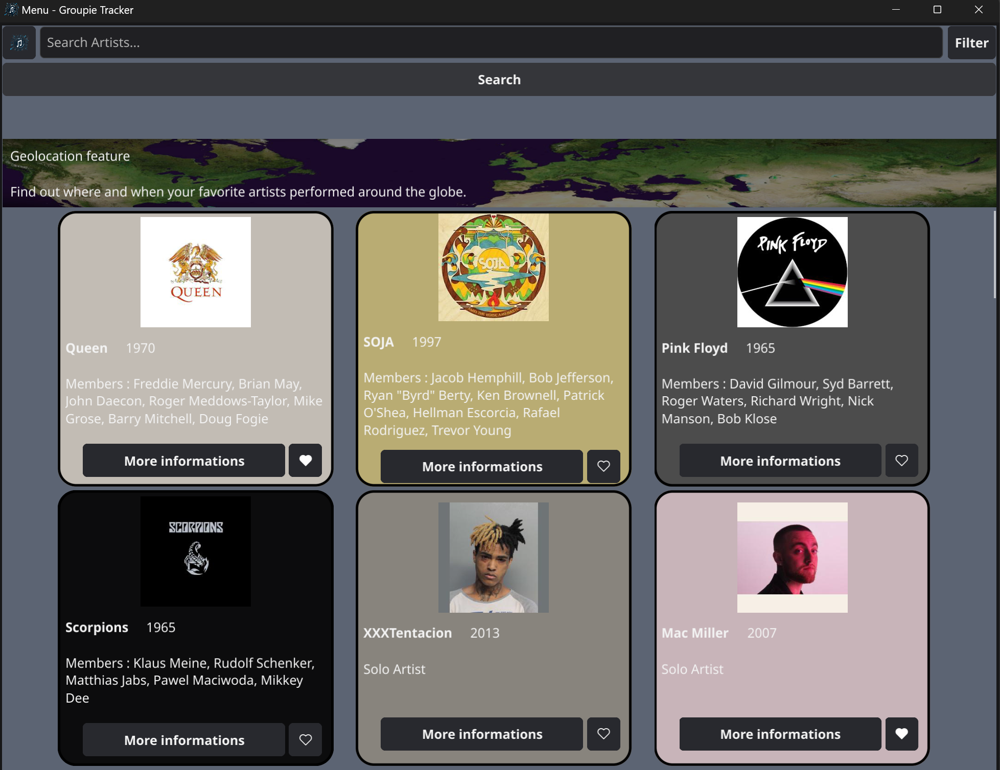 Menu - Groupie Tracker
Search Artists...
Filter
Search
Geolocation feature
Find out where and when your favorite artists performed around the globe.
QUEEN
Queen 1970
Members : Freddie Mercury, Brian May,
John Daecon, Roger Meddows-Taylor, Mike
Grose, Barry Mitchell, Doug Fogie
More informations
SOJA
AMID THE NOISE AND HASTE
SOJA 1997
Members : Jacob Hemphill, Bob Jefferson,
Ryan "Byrd" Berty, Ken Brownell, Patrick
O'Shea, Hellman Escorcia, Rafael
Rodriguez, Trevor Young
More informations
PINK FLOYD
Pink Floyd 1965
Members : David Gilmour, Syd Barrett,
Roger Waters, Richard Wright, Nick
Manson, Bob Klose
More informations
SCORPIONS
Scorpions 1965
Members : Klaus Meine, Rudolf Schenker,
Matthias Jabs, Pawel Maciwoda, Mikkey
Dee
More informations
XXXTentacion 2013
Solo Artist
More informations
Mac Miller 2007
Solo Artist
More informations